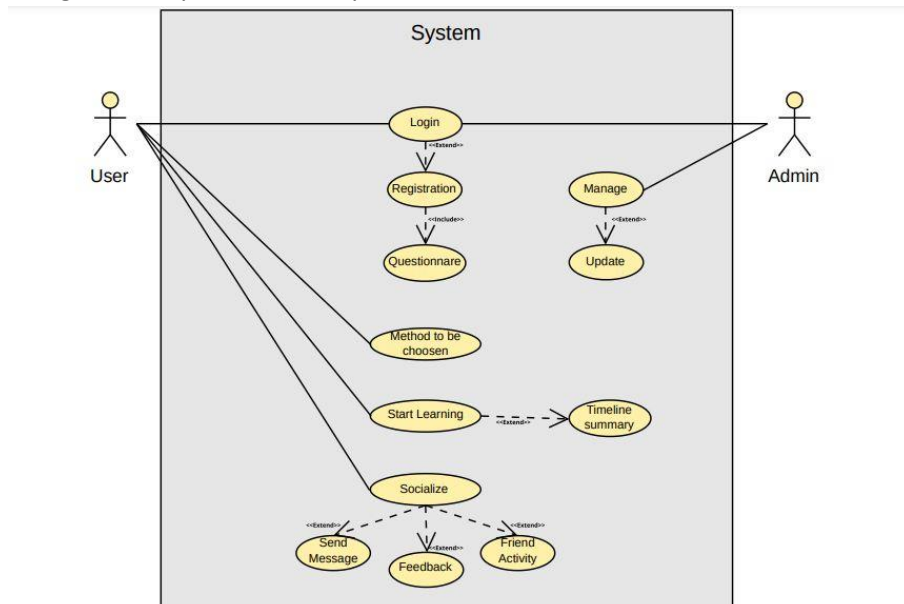 System
User
Admin
Login
<<Extend>>
Registration
Manage
<<Include>>
<<Extend>>
Questionnare
Update
Method to be
choosen
Start Learning
<<Extend>>
Timeline
summary
Socialize
<<Extend>>
<<Extend>>
<<Extend>>
Send
Message
Feedback
Friend
Activity